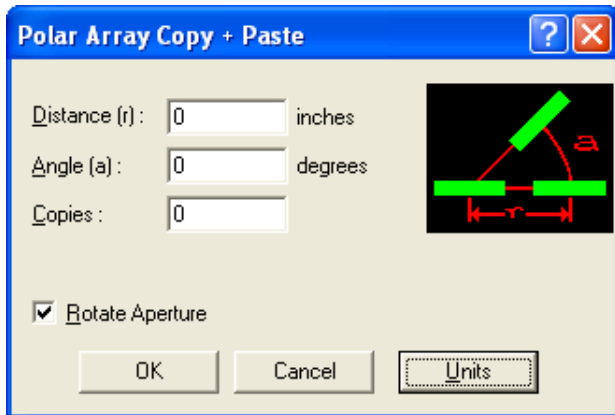 Polar Array Copy + Paste
Distance (r) : 0 inches
Angle (a) : 0 degrees
Copies : 0
a
r
Rotate Aperture
OK Cancel Units